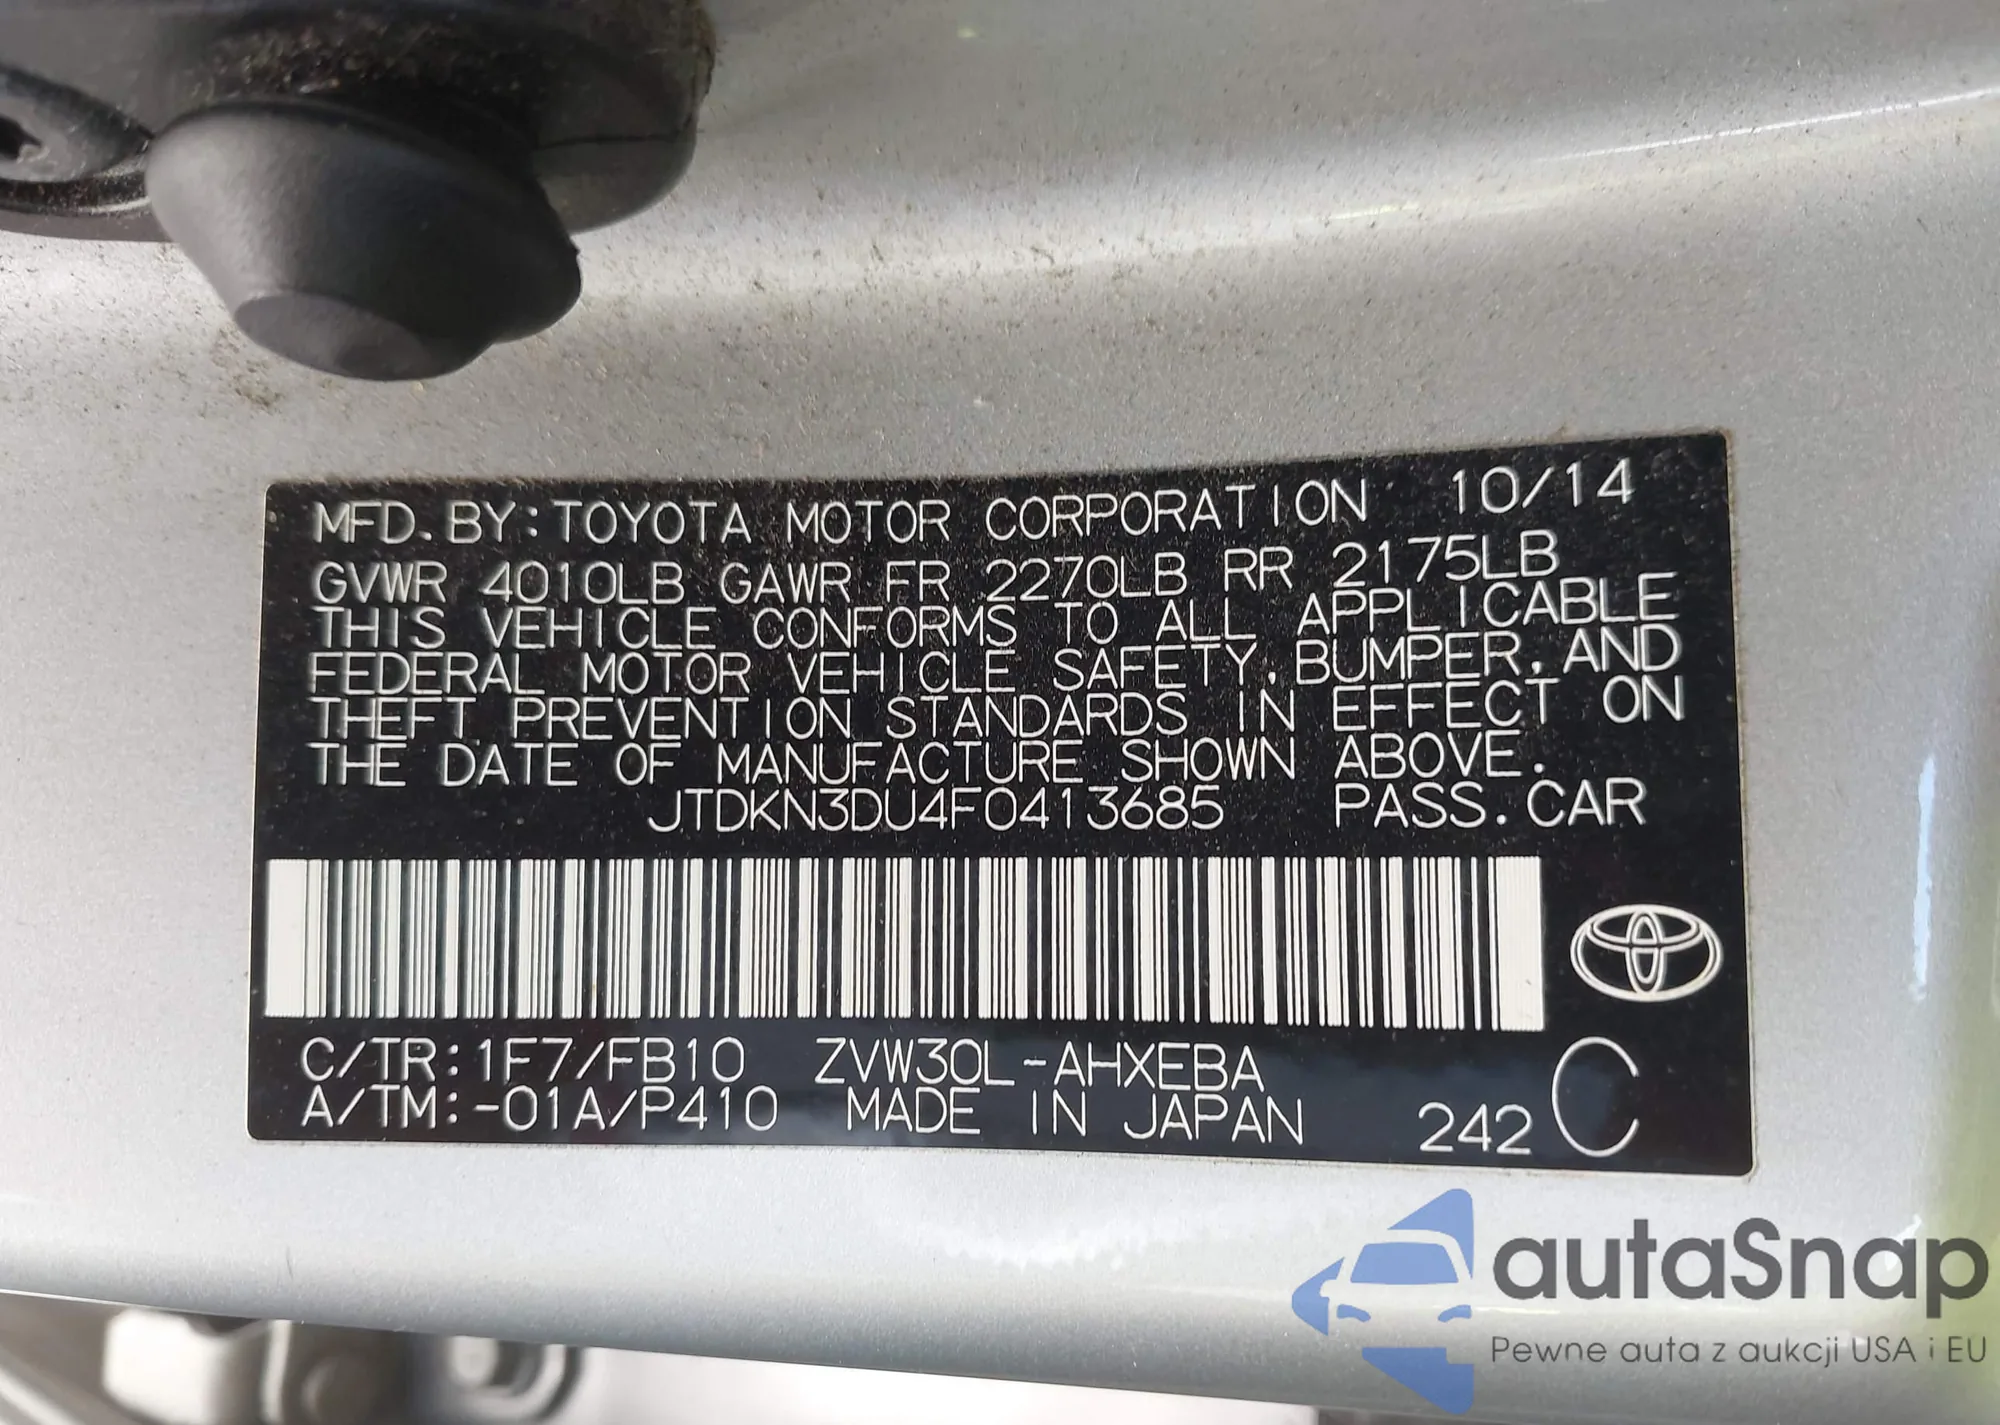 MFD. BY: TOYOTA MOTOR CORPORATION 10/14
GVWR 4010LB GAWR FR 2270LB RR 2175LB
THIS VEHICLE CONFORMS TO ALL APPLICABLE
FEDERAL MOTOR VEHICLE SAFETY, BUMPER, AND
THEFT PREVENTION STANDARDS IN EFFECT ON
THE DATE OF MANUFACTURE SHOWN ABOVE.
JTDKN3DU4F0413685 PASS. CAR
C/TR: 1F7/FB10 ZVW30L-AHXEBA
A/TM: -01A/P410 MADE IN JAPAN 242 C
autaSnap
Pewne auta z aukcji USA i EU